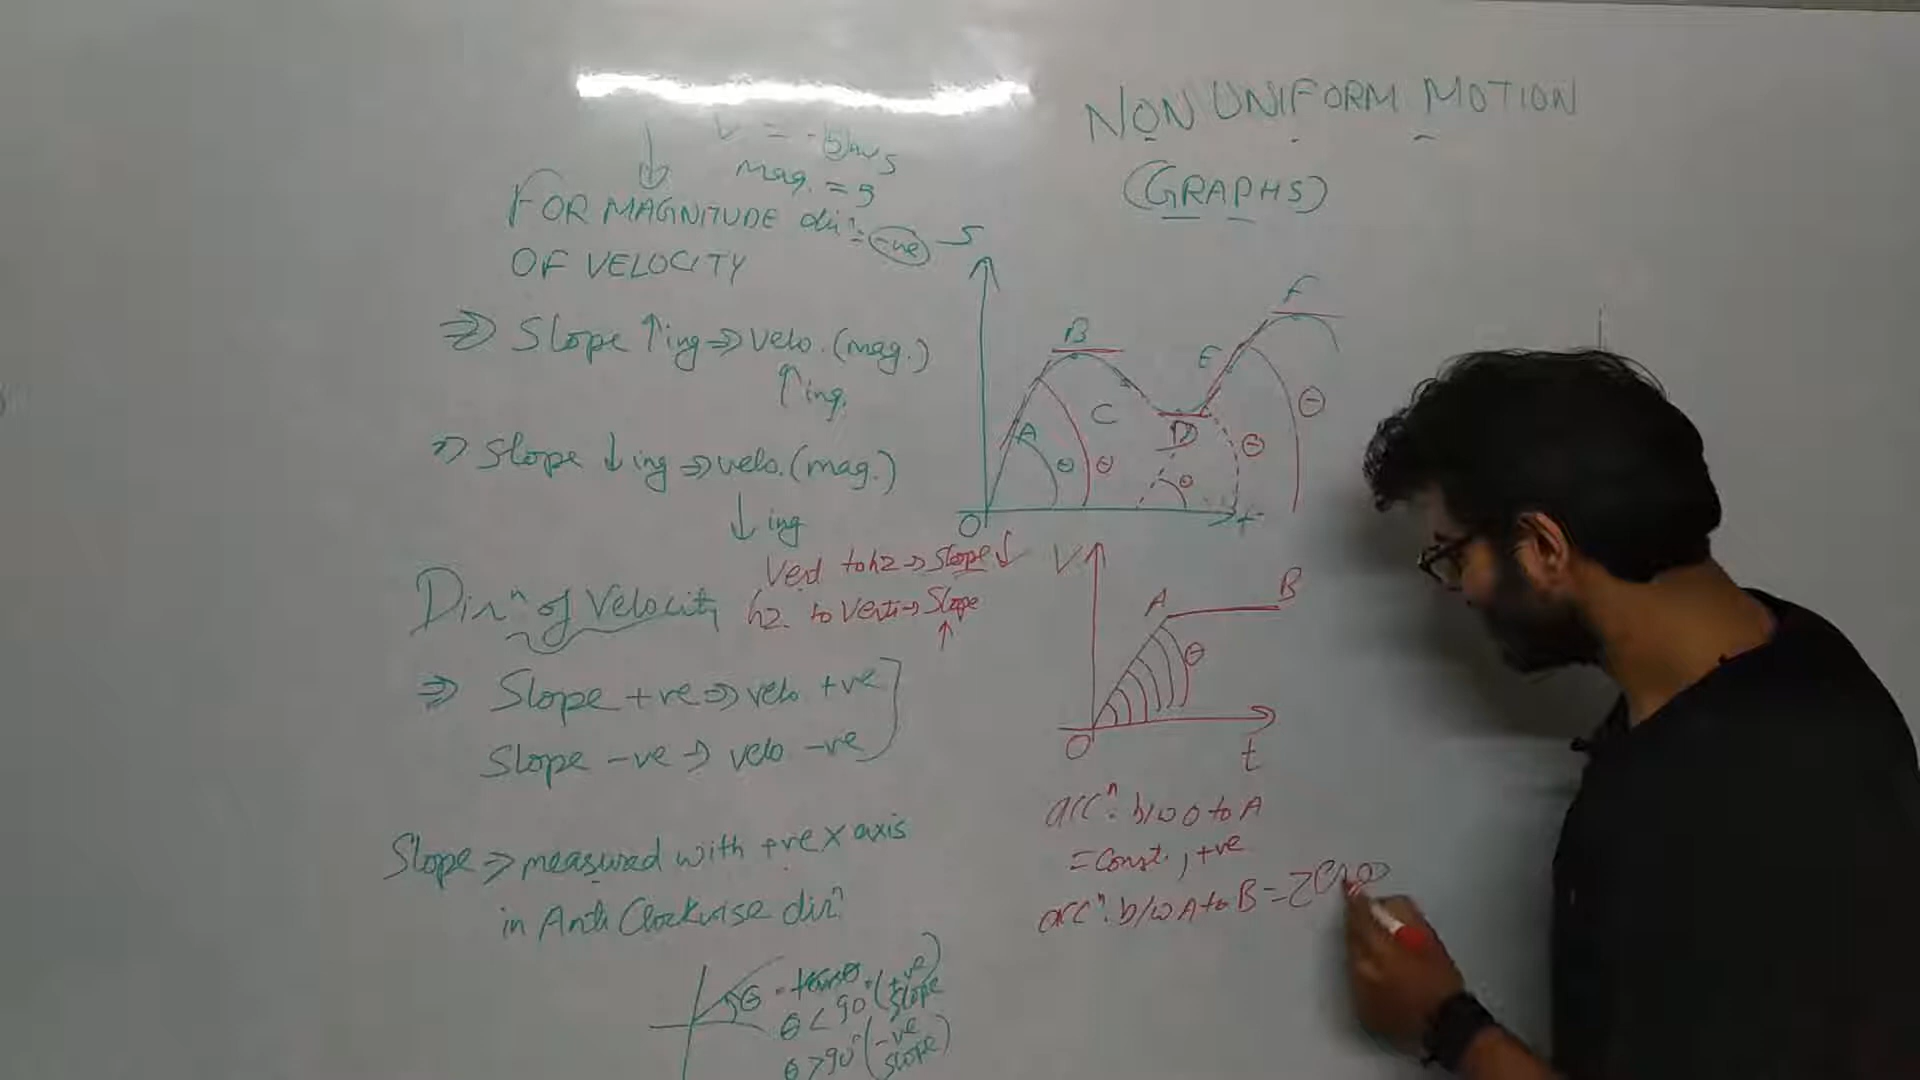 NON UNIFORM MOTION
(GRAPHS)
V = -5m/s
mag. = 5
FOR MAGNITUDE dirⁿ = -ve
OF VELOCITY
⇒ Slope ↑ing ⇒ velo. (mag.)
↑ing.
⇒ Slope ↓ing ⇒ velo. (mag.)
↓ing
Dirⁿ of Velocity
Vert to hz ⇒ Slope ↓
hz. to Verti ⇒ Slope
↑
⇒ Slope +ve ⇒ velo +ve
Slope -ve ⇒ velo -ve
Slope ⇒ measured with +ve x axis
in Anti Clockwise dirⁿ
θ = tanθ = (+ve
θ < 90 slope)
θ > 90° (-ve
slope)
S
F
B
E
θ
C
D
A
θ
θ
θ
θ
O
t
V
A
B
θ
O
t
accⁿ. b/w O to A
= Const. , +ve
accⁿ. b/w A to B = Zero